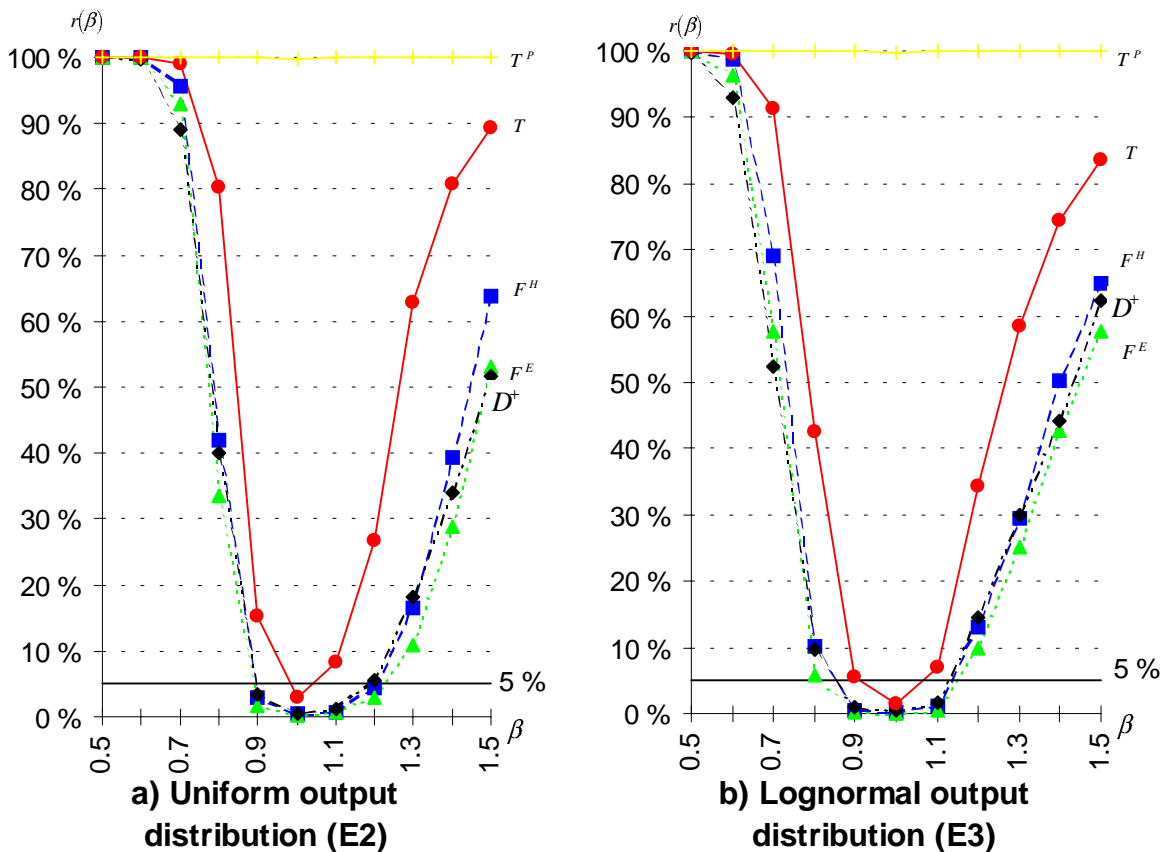 r(β)
100 %
90 %
80 %
70 %
60 %
50 %
40 %
30 %
20 %
10 %
0 %
T^P
T
F^H
F^E
D^+
5 %
β
0.5
0.7
0.9
1.1
1.3
1.5
a) Uniform output
distribution (E2)
r(β)
100 %
90 %
80 %
70 %
60 %
50 %
40 %
30 %
20 %
10 %
0 %
T^P
T
F^H
D^+
F^E
5 %
β
0.5
0.7
0.9
1.1
1.3
1.5
b) Lognormal output
distribution (E3)